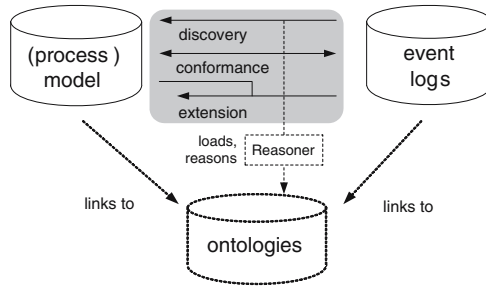 (process )
model
discovery
conformance
extension
event
logs
loads,
reasons
Reasoner
links to
links to
ontologies